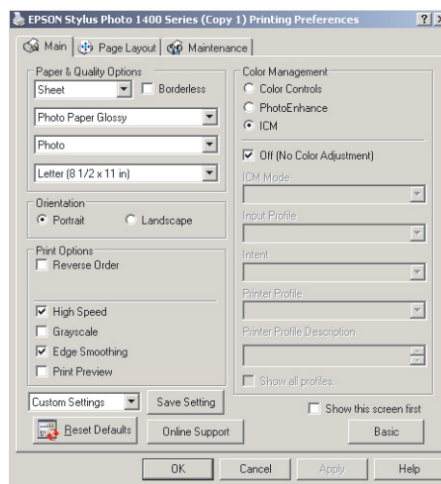 EPSON Stylus Photo 1400 Series (Copy 1) Printing Preferences
Main
Page Layout
Maintenance
Paper & Quality Options
Sheet
Borderless
Photo Paper Glossy
Photo
Letter (8 1/2 x 11 in)
Orientation
Portrait
Landscape
Print Options
Reverse Order
High Speed
Grayscale
Edge Smoothing
Print Preview
Custom Settings
Save Setting
Reset Defaults
Online Support
Color Management
Color Controls
PhotoEnhance
ICM
Off (No Color Adjustment)
ICM Mode
Input Profile
Intent
Printer Profile
Printer Profile Description
Show all profiles.
Show this screen first
Basic
OK
Cancel
Apply
Help